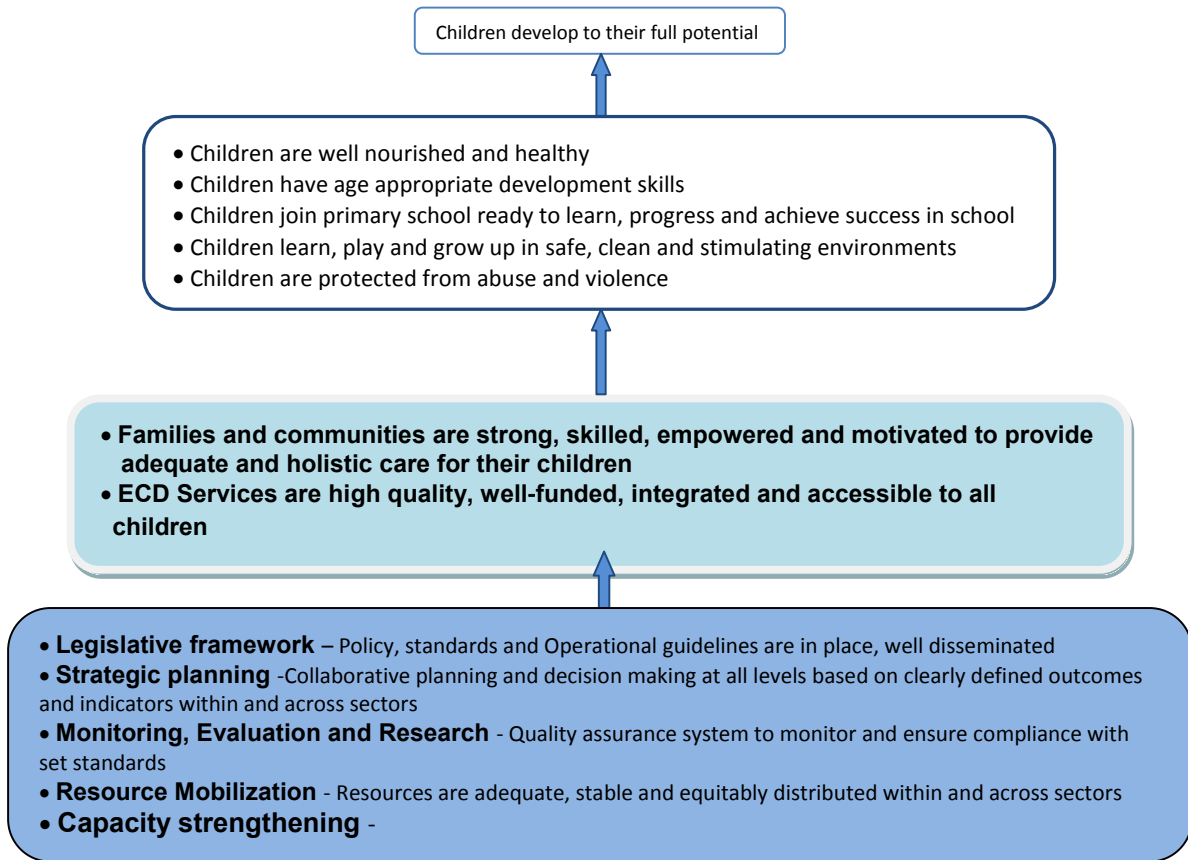 Children develop to their full potential
• Children are well nourished and healthy
• Children have age appropriate development skills
• Children join primary school ready to learn, progress and achieve success in school
• Children learn, play and grow up in safe, clean and stimulating environments
• Children are protected from abuse and violence
• Families and communities are strong, skilled, empowered and motivated to provide
adequate and holistic care for their children
• ECD Services are high quality, well-funded, integrated and accessible to all
children
• Legislative framework – Policy, standards and Operational guidelines are in place, well disseminated
• Strategic planning -Collaborative planning and decision making at all levels based on clearly defined outcomes
and indicators within and across sectors
• Monitoring, Evaluation and Research - Quality assurance system to monitor and ensure compliance with
set standards
• Resource Mobilization - Resources are adequate, stable and equitably distributed within and across sectors
• Capacity strengthening -